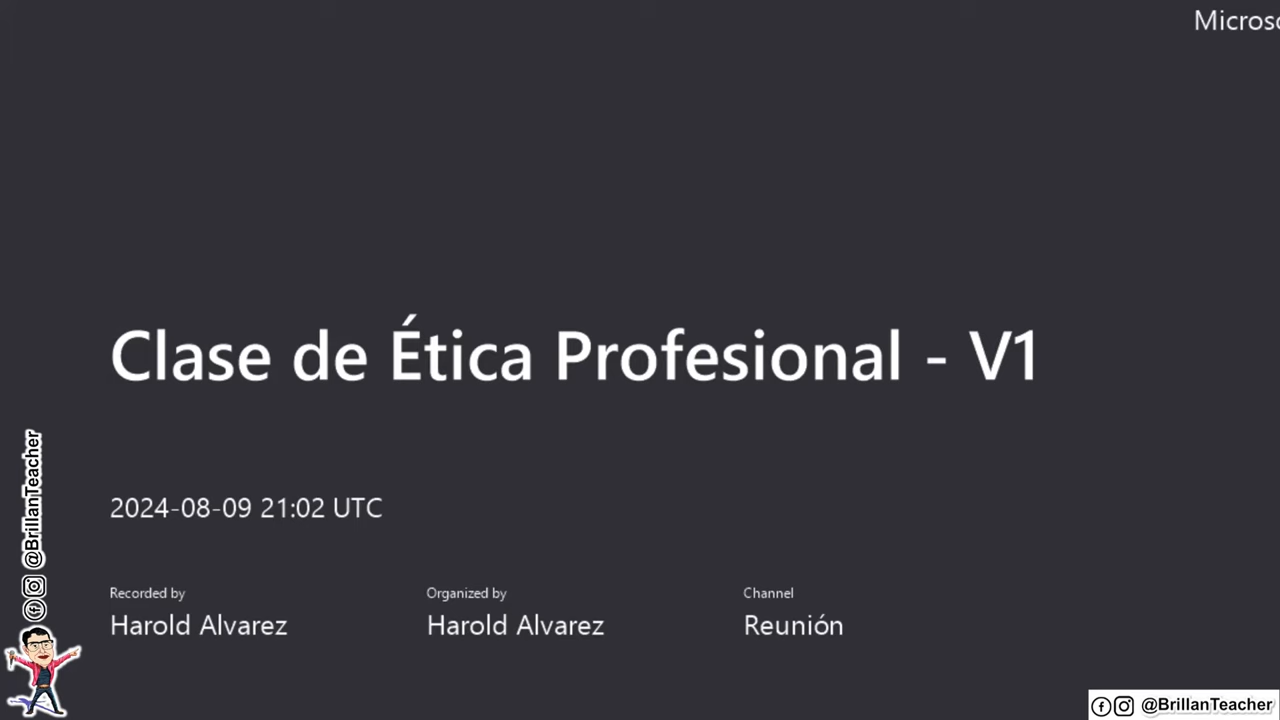 Clase de Ética Profesional - V1
2024-08-09 21:02 UTC
Recorded by
Harold Alvarez
Organized by
Harold Alvarez
Channel
Reunión
@BrillanTeacher
@BrillanTeacher